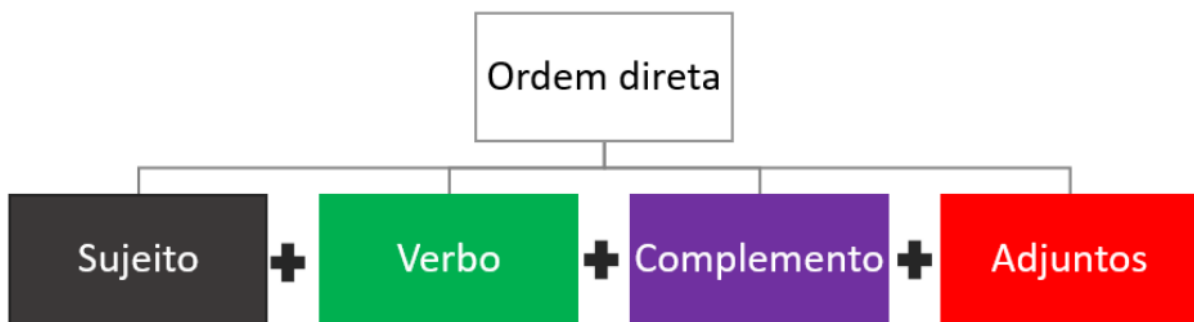 Ordem direta
Sujeito + Verbo + Complemento + Adjuntos